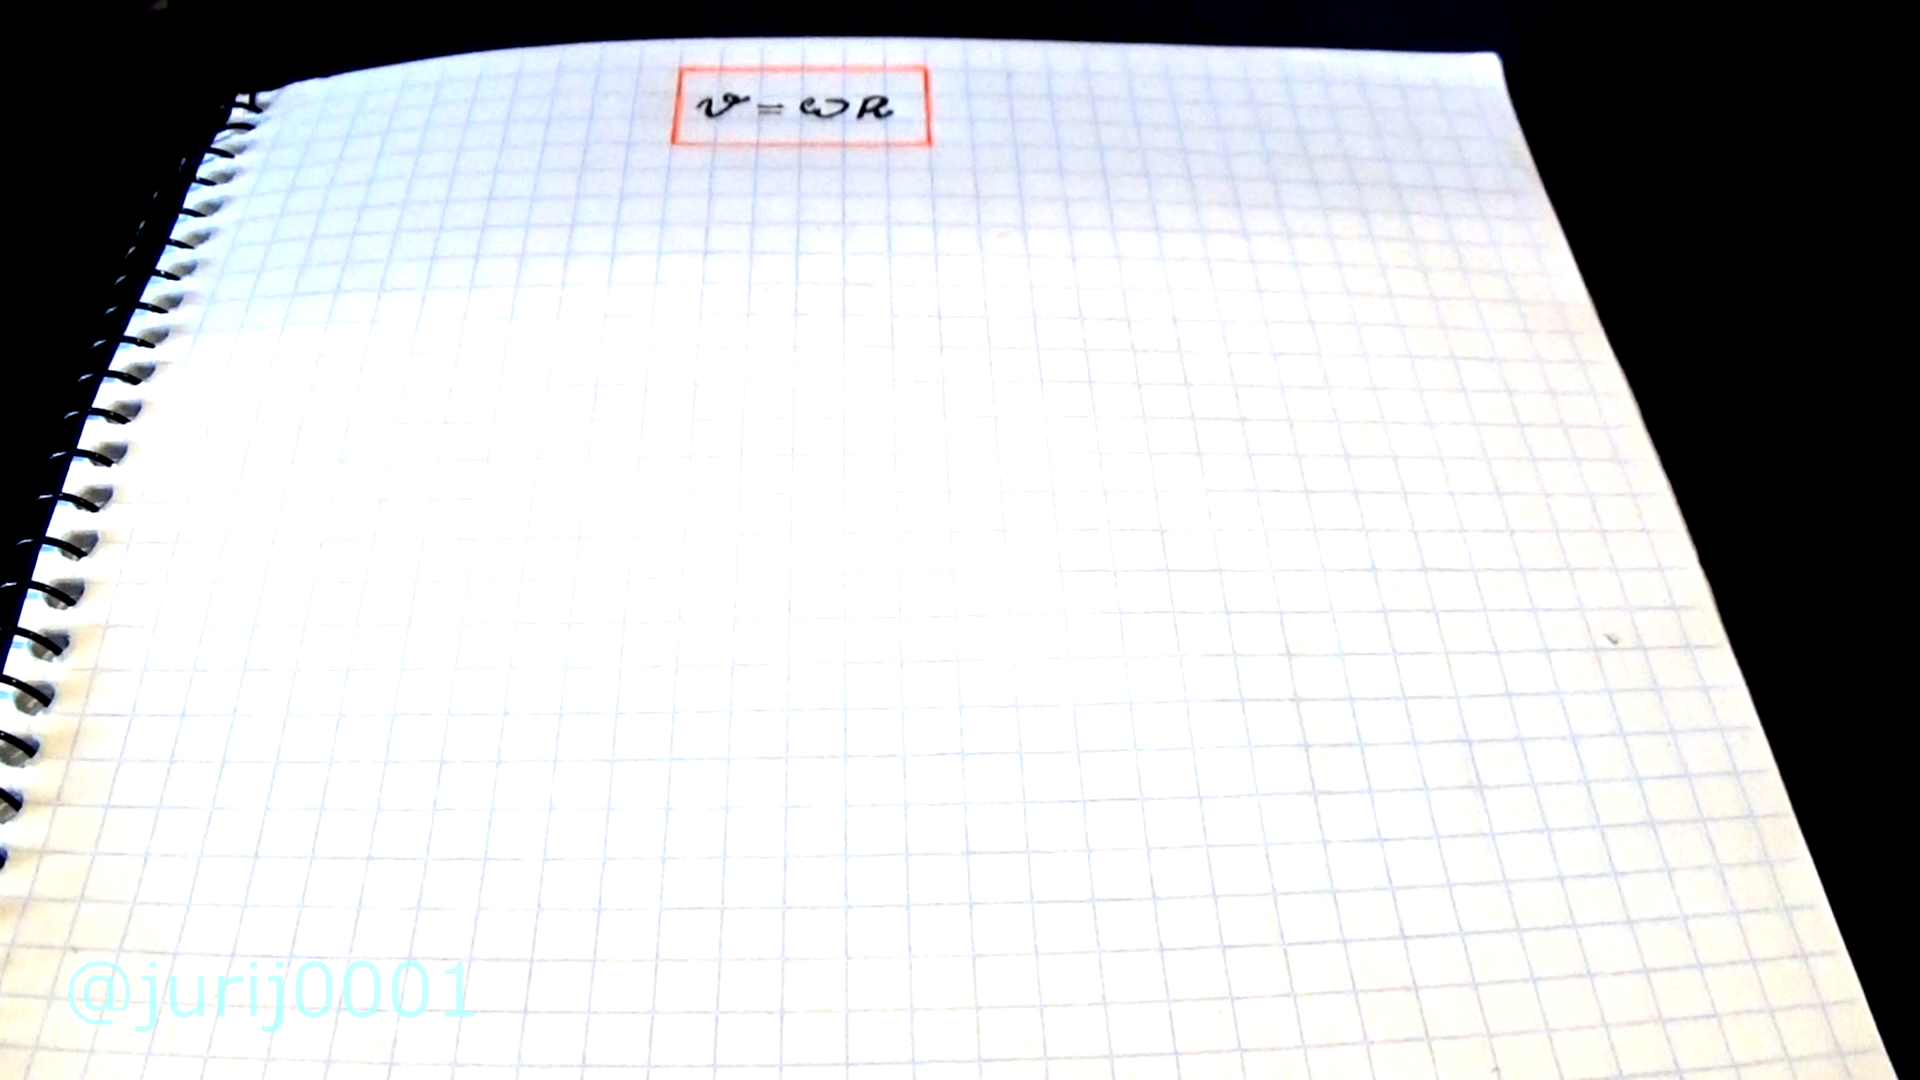 v = ωR
@jurij0001